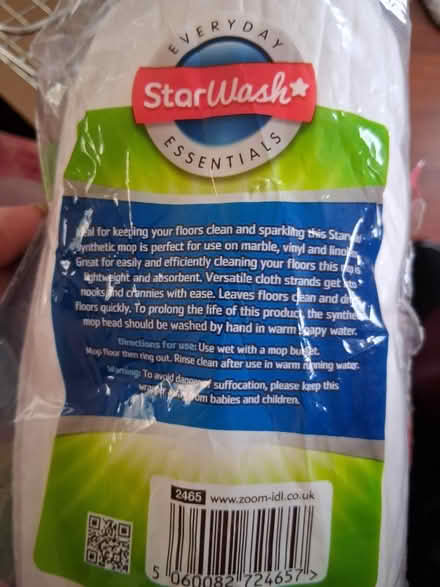 EVERYDAY
StarWash
ESSENTIALS
for keeping your floors clean and sparkling this
synthetic mop is perfect for use on marble, vinyl and
Great for easily and efficiently cleaning your floors this mop is
lightweight and absorbent. Versatile cloth strands get into
nooks and crannies with ease. Leaves floors clean and
floors quickly. To prolong the life of this product, the
mop head should be washed by hand in warm soapy water.
Directions for use: Use wet with a mop bucket.
Mop floor then ring out. Rinse clean after use in warm running water.
Warning: To avoid danger of suffocation, please keep this
from babies and children.
2465 www.zoom-idl.co.uk
5 060082 724657 >